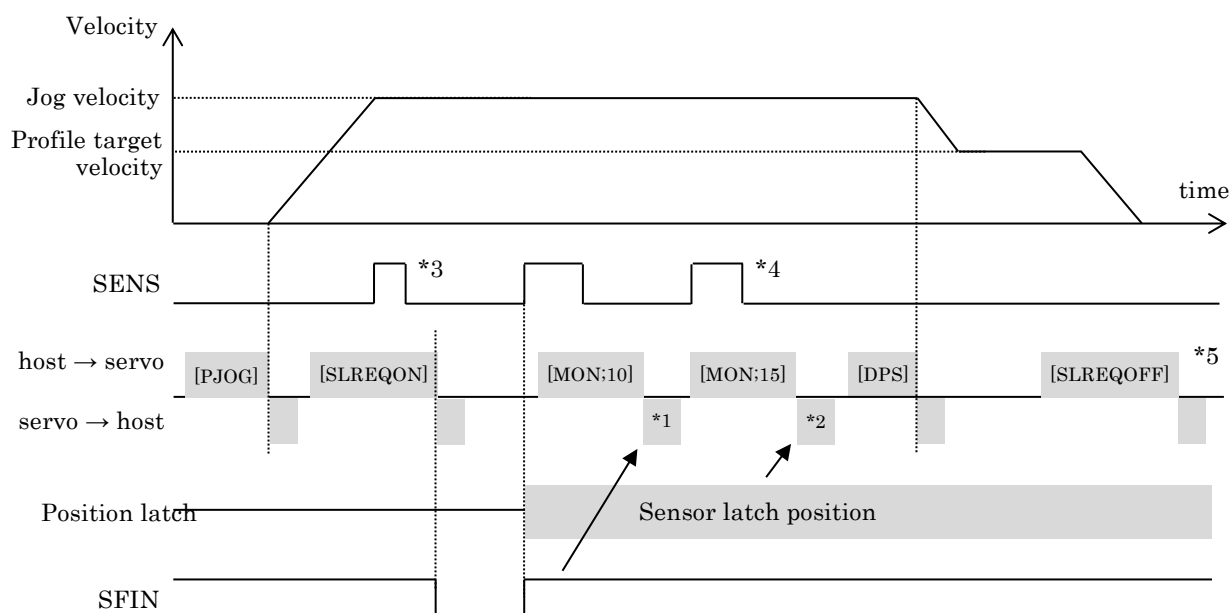 Velocity
Jog velocity
Profile target
velocity
time
SENS
*3
*4
host → servo
[PJOG]
[SLREQON]
[MON;10]
[MON;15]
[DPS]
[SLREQOFF]
*5
servo → host
*1
*2
Position latch
Sensor latch position
SFIN